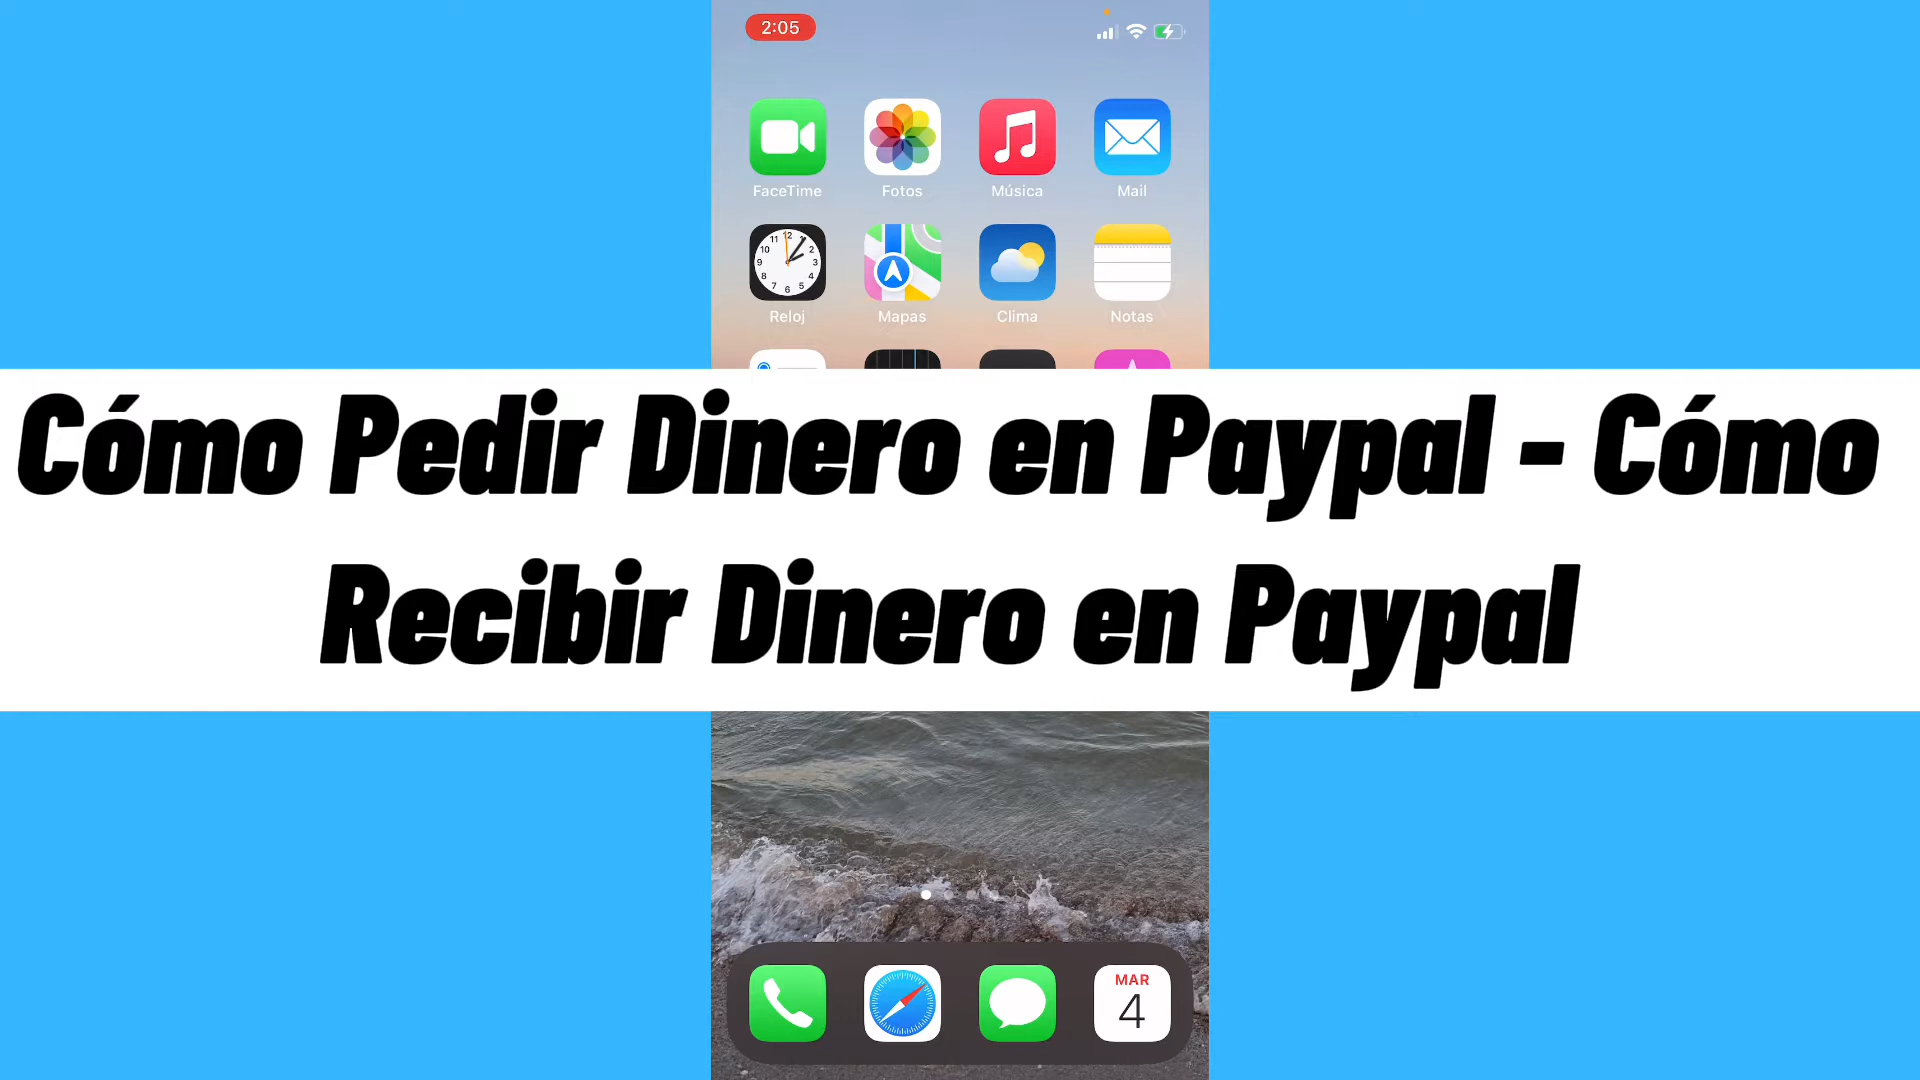 2:05
FaceTime Fotos Música Mail
Reloj Mapas Clima Notas
Cómo Pedir Dinero en Paypal - Cómo
Recibir Dinero en Paypal
MAR
4